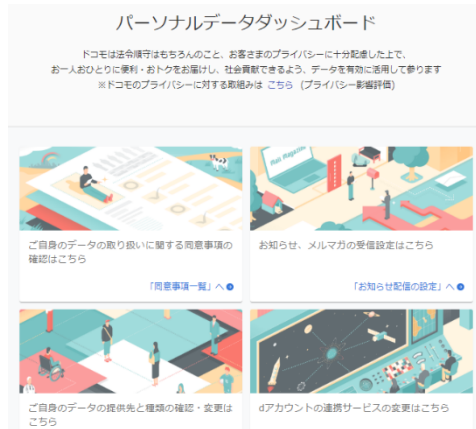 パーソナルデータダッシュボード
ドコモは法令順守はもちろんのこと、お客さまのプライバシーに十分配慮した上で、
お一人おひとりに便利・おトクをお届けし、社会貢献できるよう、データを有効に活用して参ります
※ドコモのプライバシーに対する取組みは こちら (プライバシー影響評価)
Mail Magazine
ご自身のデータの取り扱いに関する同意事項の
確認はこちら
「同意事項一覧」へ
お知らせ、メルマガの受信設定はこちら
「お知らせ配信の設定」へ
ご自身のデータの提供先と種類の確認・変更は
こちら
dアカウントの連携サービスの変更はこちら